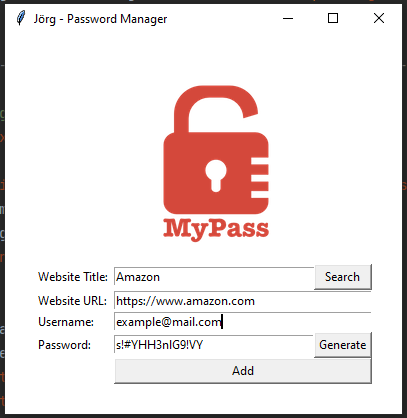 Jörg - Password Manager
MyPass
Website Title: Amazon Search
Website URL: https://www.amazon.com
Username: example@mail.com
Password: s!#YHH3nIG9!VY Generate
Add